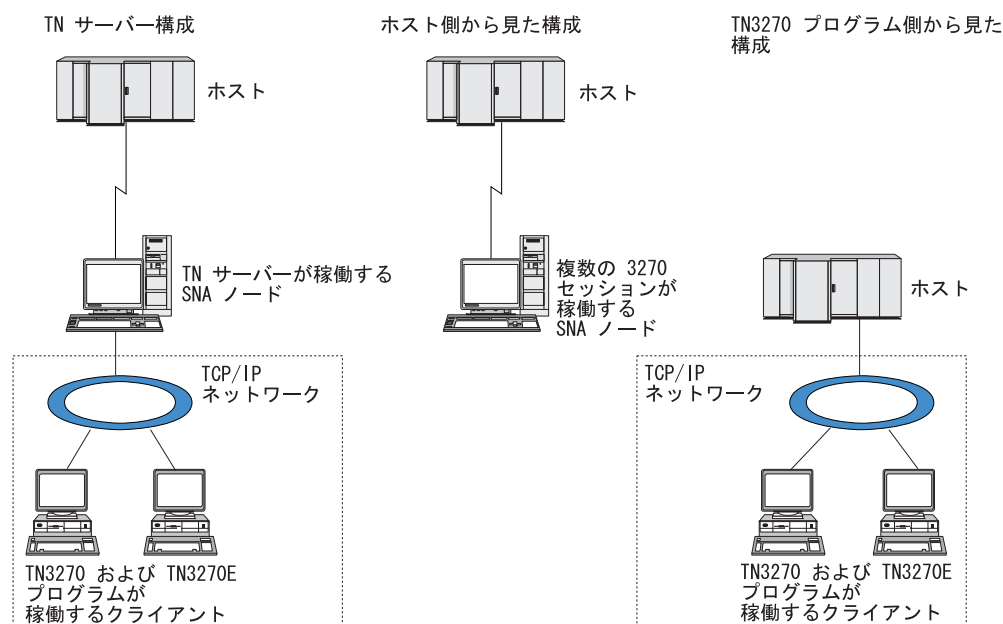 TN サーバー構成
ホスト
TN サーバーが稼働する
SNA ノード
TCP/IP
ネットワーク
TN3270 および TN3270E
プログラムが
稼働するクライアント
ホスト側から見た構成
ホスト
複数の 3270
セッションが
稼働する
SNA ノード
TN3270 プログラム側から見た
構成
ホスト
TCP/IP
ネットワーク
TN3270 および TN3270E
プログラムが
稼働するクライアント